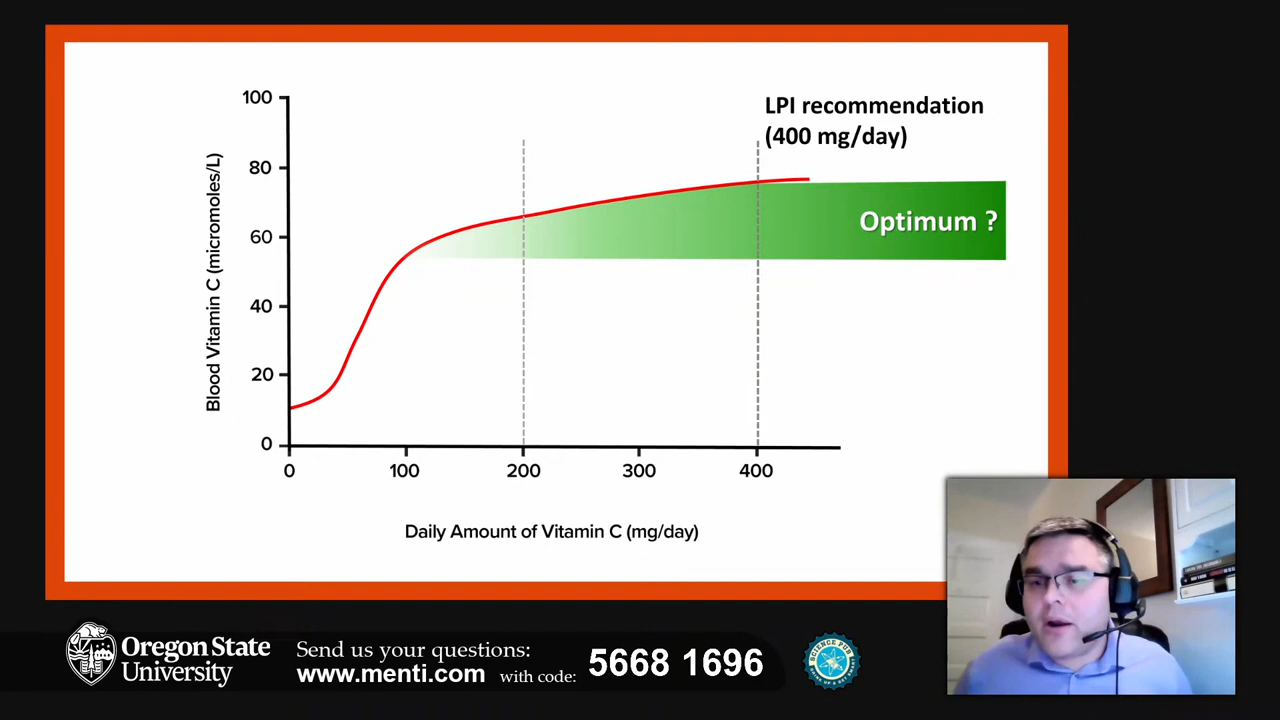 LPI recommendation
(400 mg/day)
Optimum ?
100
80
60
40
20
0
Blood Vitamin C (micromoles/L)
0 100 200 300 400
Daily Amount of Vitamin C (mg/day)
Oregon State
University
Send us your questions:
www.menti.com with code:
5668 1696
SCIENCE PUB